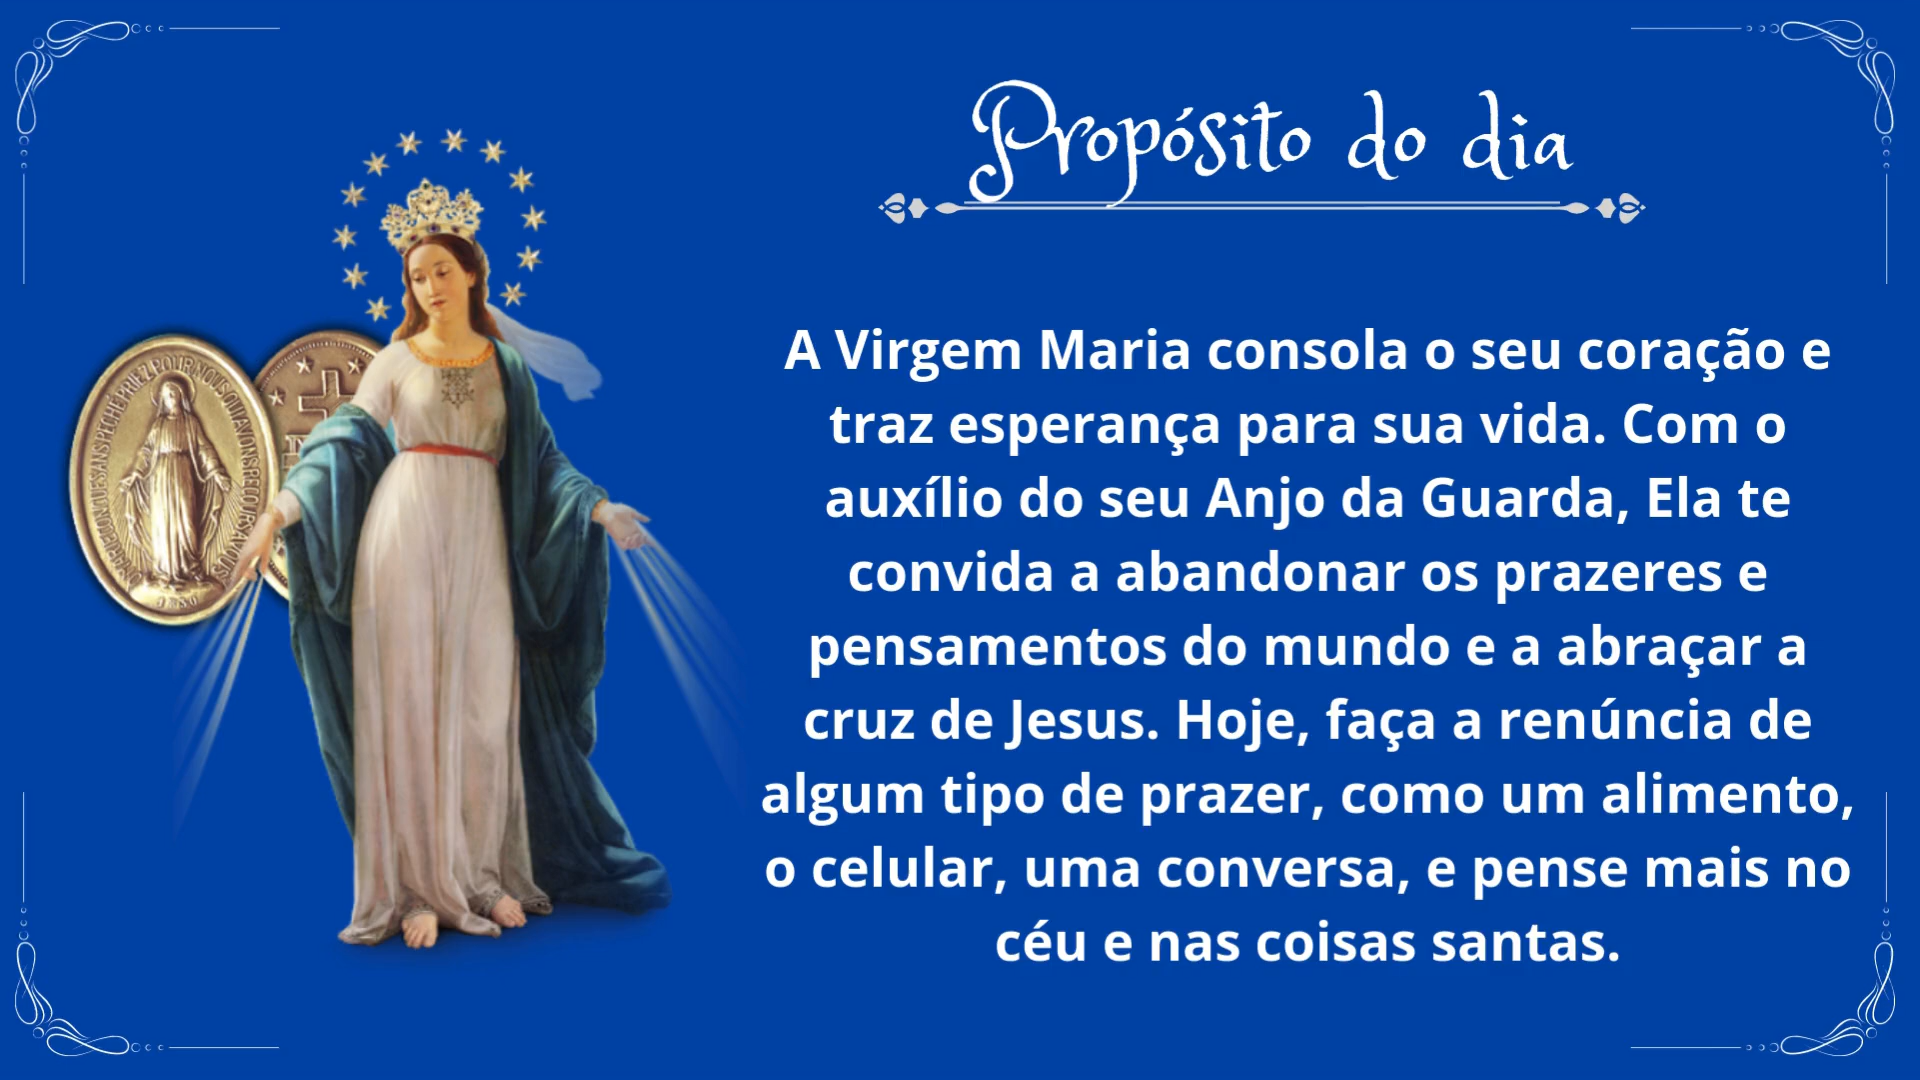 Propósito do dia
A Virgem Maria consola o seu coração e
traz esperança para sua vida. Com o
auxílio do seu Anjo da Guarda, Ela te
convida a abandonar os prazeres e
pensamentos do mundo e a abraçar a
cruz de Jesus. Hoje, faça a renúncia de
algum tipo de prazer, como um alimento,
o celular, uma conversa, e pense mais no
céu e nas coisas santas.